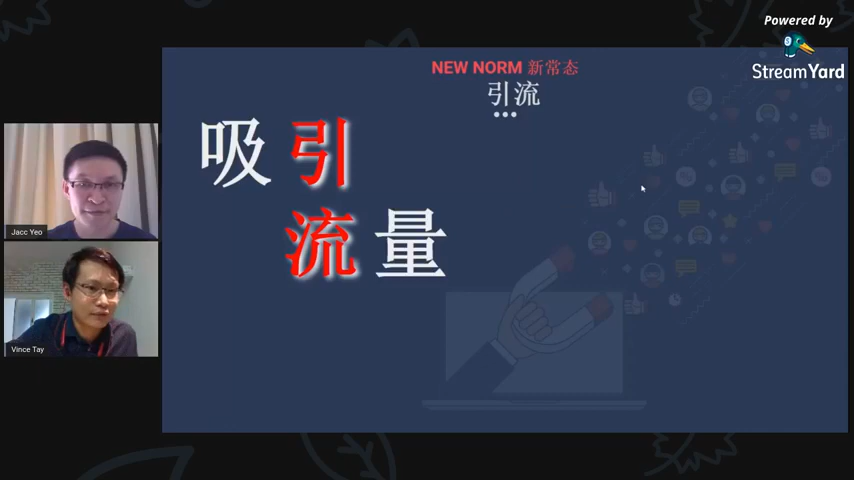 Powered by
StreamYard
NEW NORM 新常态
引流
吸引
流量
Jacc Yeo
Vince Tay